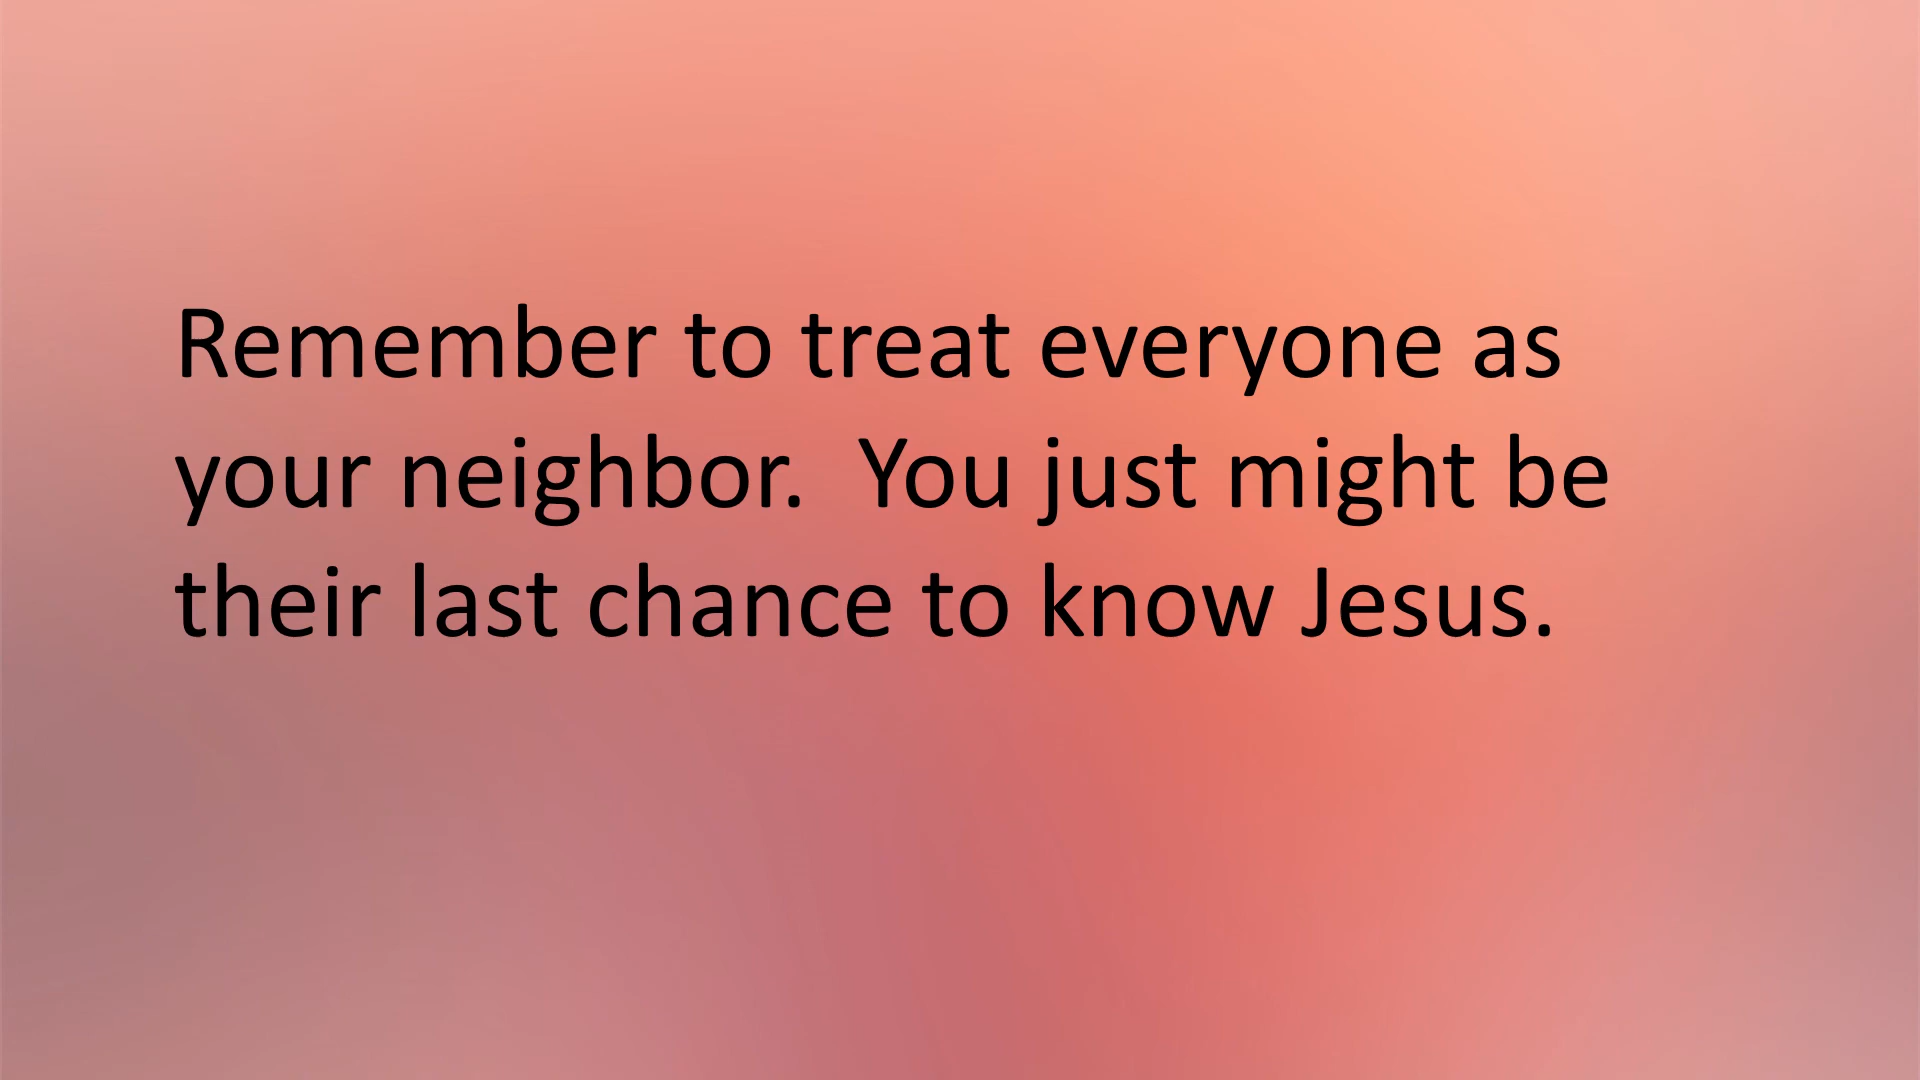 Remember to treat everyone as
your neighbor.  You just might be
their last chance to know Jesus.